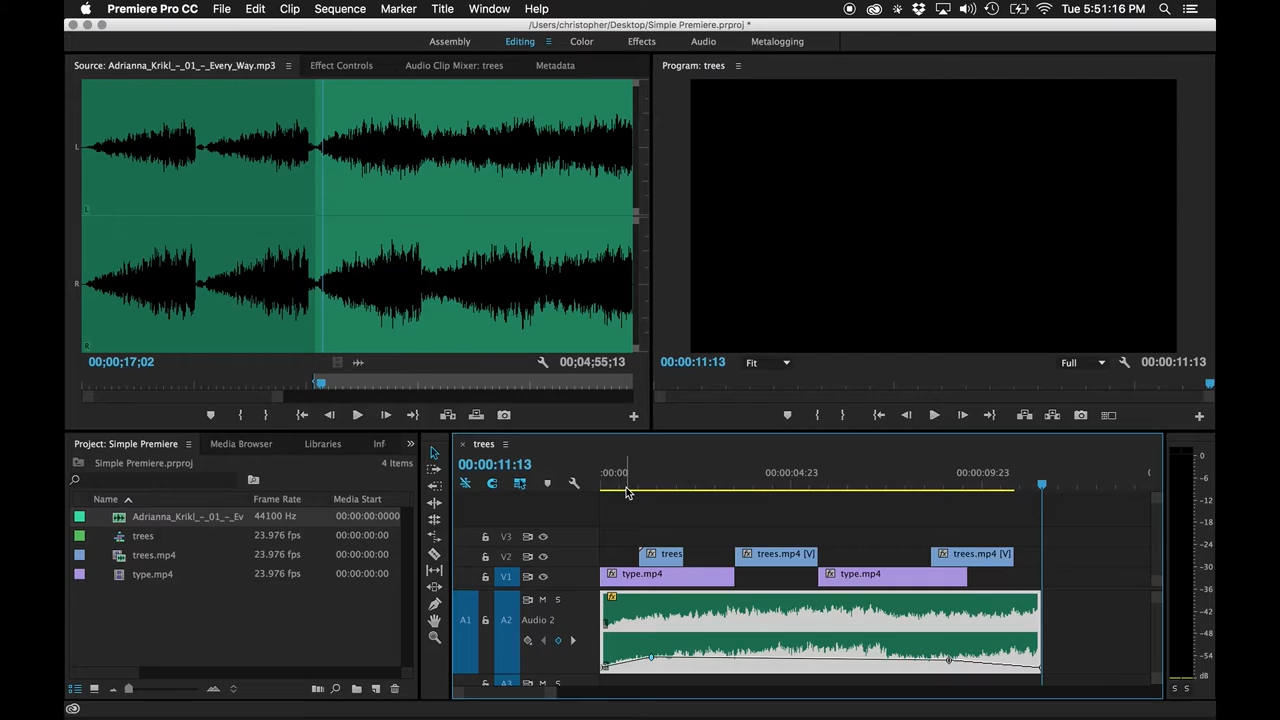 Premiere Pro CC File Edit Clip Sequence Marker Title Window Help Tue 5:51:16 PM
/Users/christopher/Desktop/Simple Premiere.prproj *
Assembly Editing Color Effects Audio Metalogging
Source: Adrianna_Krikl_-_01_-_Every_Way.mp3 Effect Controls Audio Clip Mixer: trees Metadata Program: trees
L
L
R
R
00;00;17;02 00;04;55;13 00:00:11:13 Fit Full 00:00:11:13
Project: Simple Premiere Media Browser Libraries Inf
Simple Premiere.prproj 4 Items
Name Frame Rate Media Start
Adrianna_Krikl_-_01_-_Ev 44100 Hz 00:00:00:0000
trees 23.976 fps 00:00:00:00
trees.mp4 23.976 fps 00:00:00:00
type.mp4 23.976 fps 00:00:00:00
× trees
00:00:11:13 :00:00 00:00:04:23 00:00:09:23
V3
V2 fx trees fx trees.mp4 [V] fx trees.mp4 [V]
V1 fx type.mp4 fx type.mp4
M S fx
A1 A2 Audio 2
A3
0
-6
-12
-18
-24
-30
-36
-42
-48
-54
dB
S S